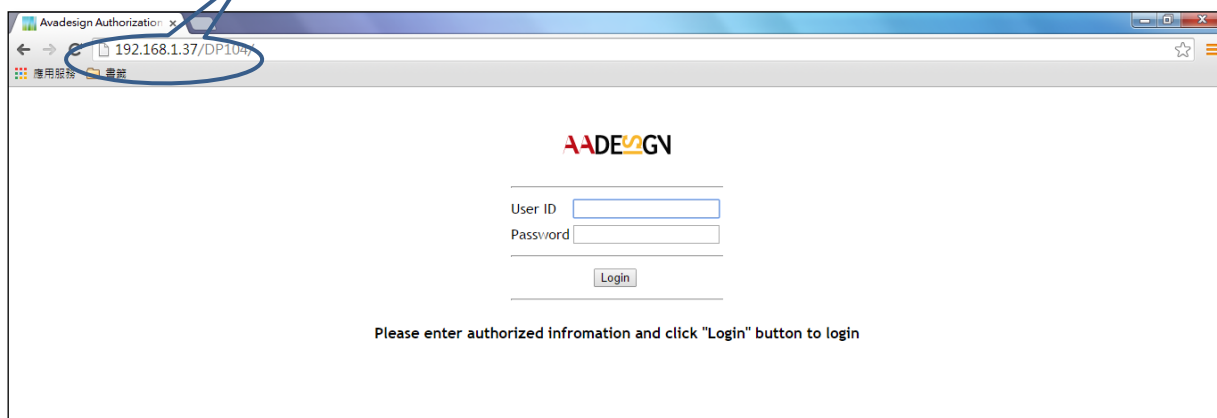 Avadesign Authorization
192.168.1.37/DP104/
應用服務 書籤
AADESIGN
User ID
Password
Login
Please enter authorized infromation and click "Login" button to login